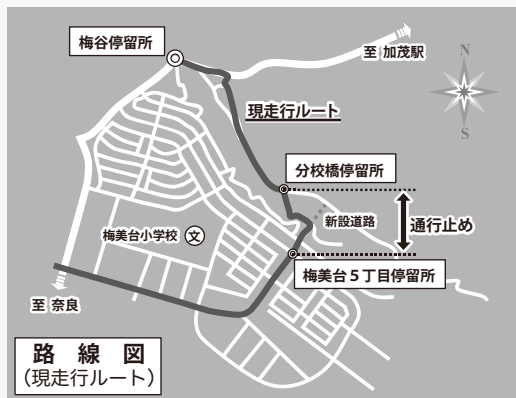 梅谷停留所
至 加茂駅
N
S
現走行ルート
分校橋停留所
新設道路
通行止め
梅美台小学校 文
梅美台５丁目停留所
至 奈良
路線図
(現走行ルート)